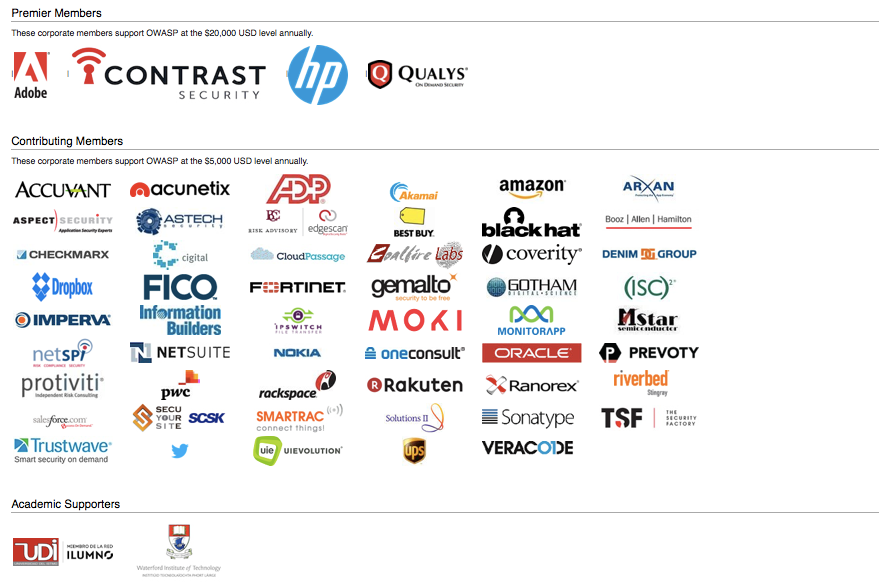 Premier Members
These corporate members support OWASP at the $20,000 USD level annually.
Adobe
CONTRAST
SECURITY
hp
QUALYS®
ON DEMAND SECURITY
Contributing Members
These corporate members support OWASP at the $5,000 USD level annually.
ACCUVANT
acunetix
ADP
Akamai
amazon
ARXAN
ASPECT SECURITY
Application Security Experts
ASTECH
security
RISK ADVISORY
edgescan
BEST BUY
black hat
Booz | Allen | Hamilton
CHECKMARX
cigital
CloudPassage
Coalfire Labs
coverity
DENIM GROUP
Dropbox
FICO
FORTINET
gemalto
security to be free
GOTHAM
DIGITAL SCIENCE
(ISC)²
IMPERVA
Information
Builders
IPSWITCH
FILE TRANSFER
MOKI
MONITORAPP
Mstar
semiconductor
netspi
NETSUITE
NOKIA
oneconsult
ORACLE
PREVOTY
protiviti
Independent Risk Consulting
pwc
rackspace
Rakuten
Ranorex
riverbed
Stingray
salesforce.com
SECU
YOUR
SITE
SCSK
SMARTRAC
connect things!
Solutions II
Sonatype
TSF
THE
SECURITY
FACTORY
Trustwave
Smart security on demand
uie
UIEVOLUTION
ups
VERACODE
Academic Supporters
UDI
MIEMBRO DE LA RED
ILUMNO
Waterford Institute of Technology